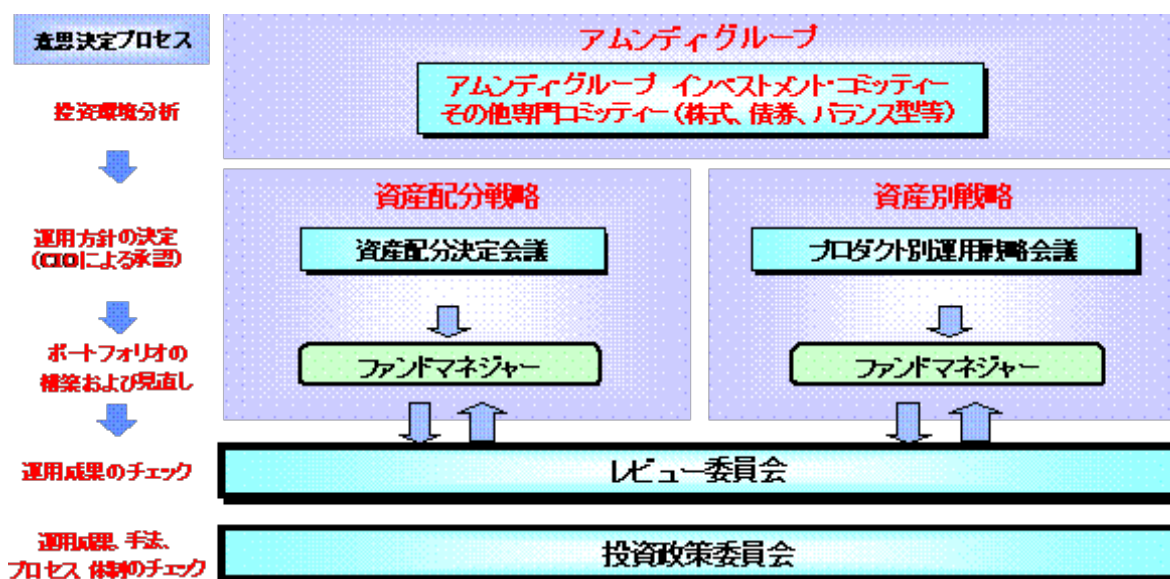 意思決定プロセス
アムンディグループ
アムンディグループ インベストメント・コミッティー
その他専門コミッティー(株式、債券、バランス型等)
投資環境分析
資産配分戦略
資産別戦略
運用方針の決定
(CIOによる承認)
資産配分決定会議
プロダクト別運用戦略会議
ポートフォリオの
構築および見直し
ファンドマネジャー
ファンドマネジャー
運用成果のチェック
レビュー委員会
運用成果、手法、
プロセス、体制のチェック
投資政策委員会